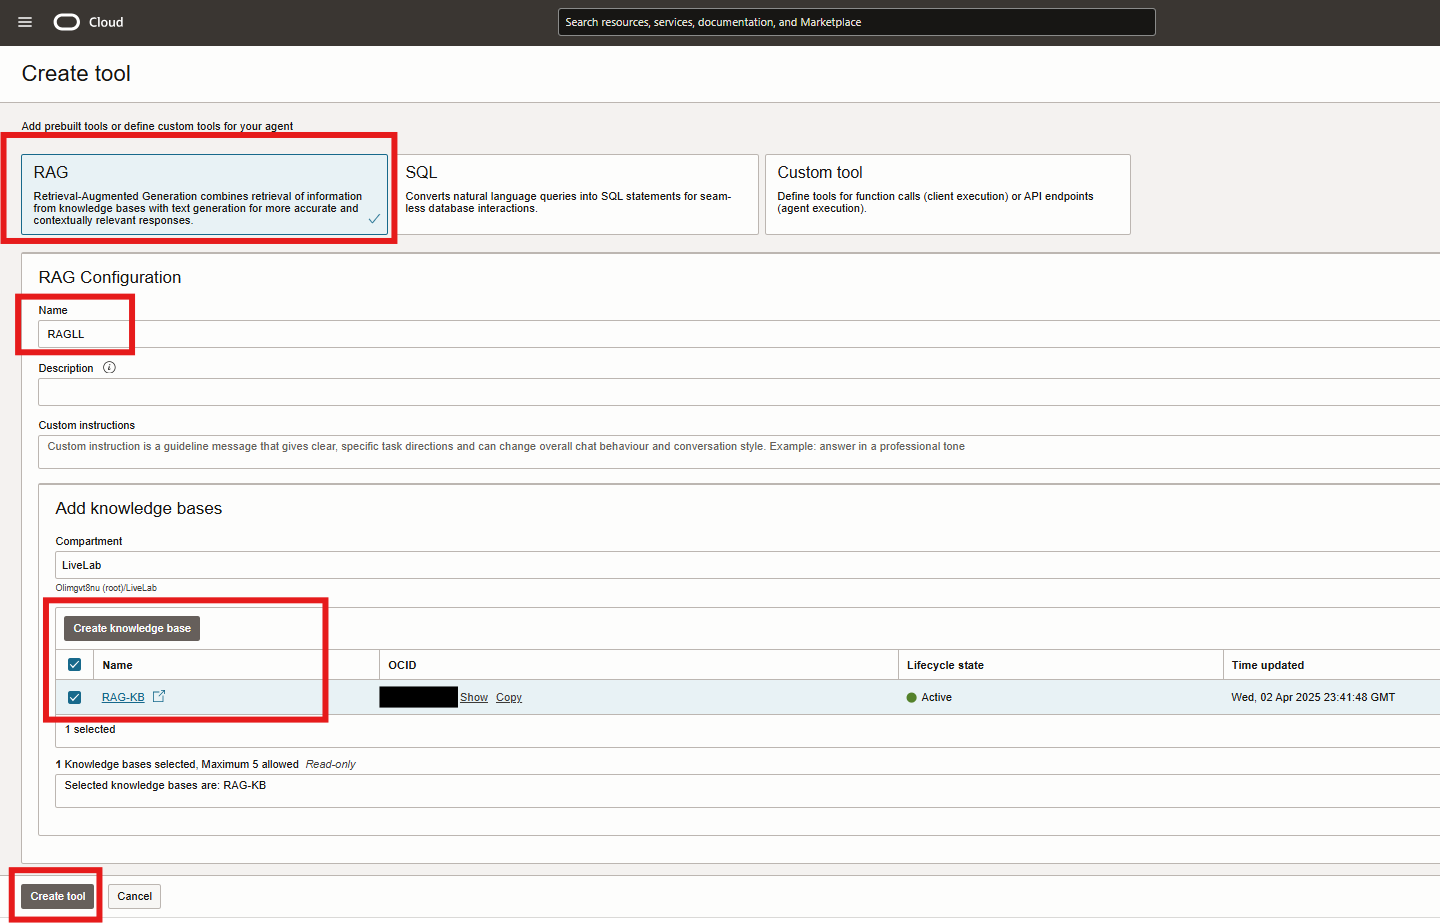 Cloud
Search resources, services, documentation, and Marketplace
Create tool
Add prebuilt tools or define custom tools for your agent
RAG
Retrieval-Augmented Generation combines retrieval of information
from knowledge bases with text generation for more accurate and
contextually relevant responses.
SQL
Converts natural language queries into SQL statements for seam-
less database interactions.
Custom tool
Define tools for function calls (client execution) or API endpoints
(agent execution).
RAG Configuration
Name
RAGLL
Description
Custom instructions
Custom instruction is a guideline message that gives clear, specific task directions and can change overall chat behaviour and conversation style. Example: answer in a professional tone
Add knowledge bases
Compartment
LiveLab
Olimgvt8nu (root)/LiveLab
Create knowledge base
Name OCID Lifecycle state Time updated
RAG-KB Show Copy Active Wed, 02 Apr 2025 23:41:48 GMT
1 selected
1 Knowledge bases selected, Maximum 5 allowed Read-only
Selected knowledge bases are: RAG-KB
Create tool Cancel